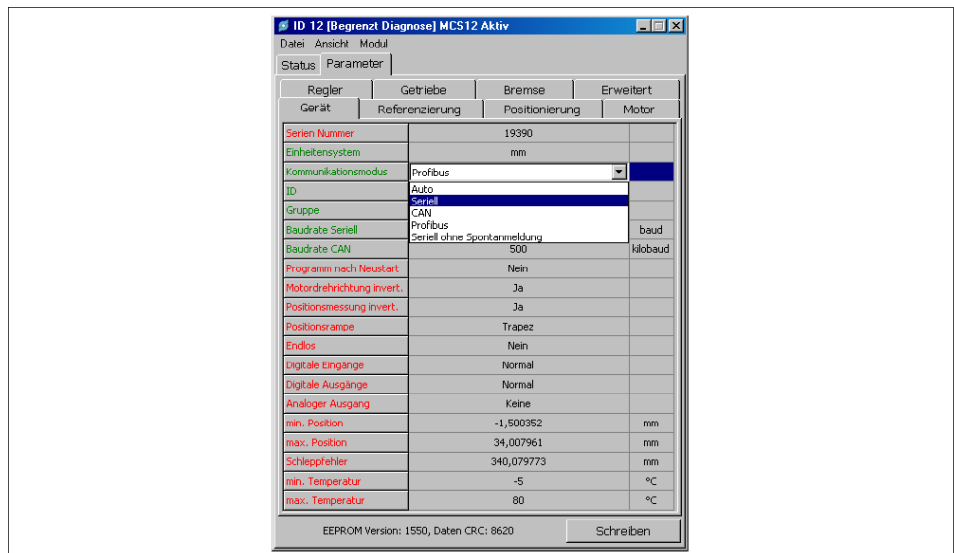 ID 12 [Begrenzt Diagnose] MCS12 Aktiv
Datei Ansicht Modul
Status Parameter
Regler Getriebe Bremse Erweitert
Gerät Referenzierung Positionierung Motor
Serien Nummer 19390
Einheitensystem mm
Kommunikationsmodus Profibus
ID Auto
Seriell
Gruppe CAN
Profibus
Baudrate Seriell Seriell ohne Spontanmeldung baud
Baudrate CAN 500 kilobaud
Programm nach Neustart Nein
Motordrehrichtung invert. Ja
Positionsmessung invert. Ja
Positionsrampe Trapez
Endlos Nein
Digitale Eingänge Normal
Digitale Ausgänge Normal
Analoger Ausgang Keine
min. Position -1,500352 mm
max. Position 34,007961 mm
Schleppfehler 340,079773 mm
min. Temperatur -5 °C
max. Temperatur 80 °C
EEPROM Version: 1550, Daten CRC: 8620 Schreiben